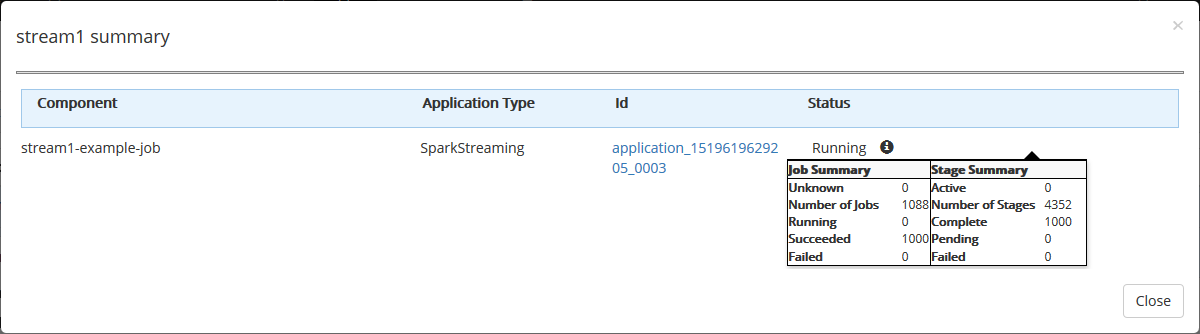 stream1 summary
×
Component Application Type Id Status
stream1-example-job SparkStreaming application_15196196292 Running
05_0003
Job Summary Stage Summary
Unknown 0 Active 0
Number of Jobs 1088 Number of Stages 4352
Running 0 Complete 1000
Succeeded 1000 Pending 0
Failed 0 Failed 0
Close